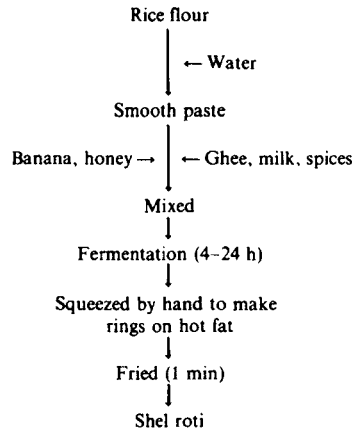 Rice flour
← Water
Smooth paste
Banana, honey → ← Ghee, milk, spices
Mixed
Fermentation (4–24 h)
Squeezed by hand to make
rings on hot fat
Fried (1 min)
Shel roti